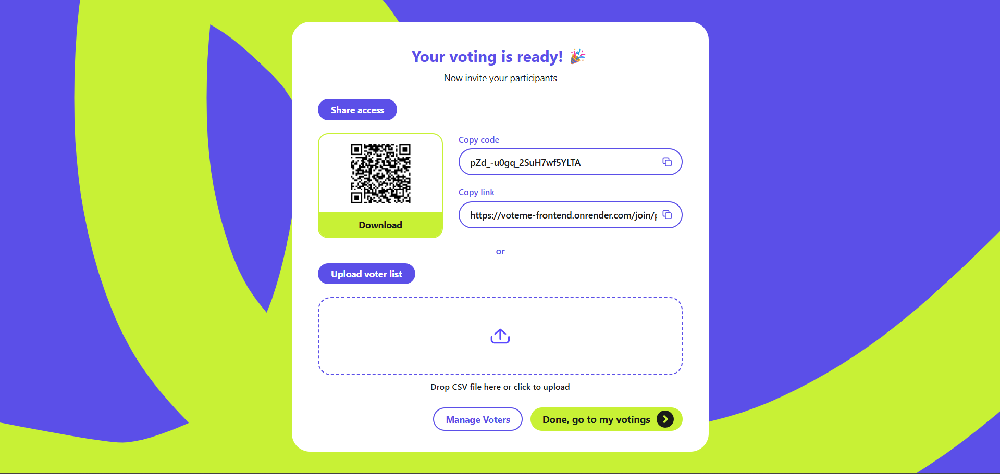 Your voting is ready! 🎉
Now invite your participants
Share access
Copy code
pZd_-u0gq_2SuH7wf5YLTA
Copy link
https://voteme-frontend.onrender.com/join/p
Download
or
Upload voter list
Drop CSV file here or click to upload
Manage Voters
Done, go to my votings